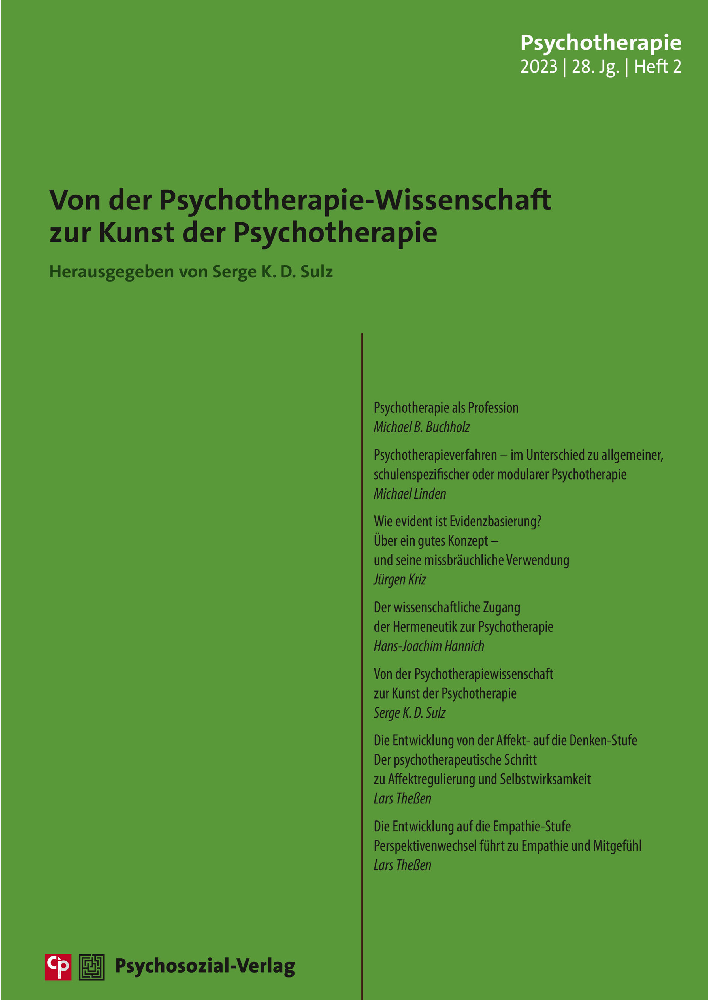 Psychotherapie
2023 | 28. Jg. | Heft 2
Von der Psychotherapie-Wissenschaft
zur Kunst der Psychotherapie
Herausgegeben von Serge K. D. Sulz
Psychotherapie als Profession
Michael B. Buchholz
Psychotherapieverfahren – im Unterschied zu allgemeiner,
schulenspezifischer oder modularer Psychotherapie
Michael Linden
Wie evident ist Evidenzbasierung?
Über ein gutes Konzept –
und seine missbräuchliche Verwendung
Jürgen Kriz
Der wissenschaftliche Zugang
der Hermeneutik zur Psychotherapie
Hans-Joachim Hannich
Von der Psychotherapiewissenschaft
zur Kunst der Psychotherapie
Serge K. D. Sulz
Die Entwicklung von der Affekt- auf die Denken-Stufe
Der psychotherapeutische Schritt
zu Affektregulierung und Selbstwirksamkeit
Lars Theßen
Die Entwicklung auf die Empathie-Stufe
Perspektivenwechsel führt zu Empathie und Mitgefühl
Lars Theßen
cip
Psychosozial-Verlag